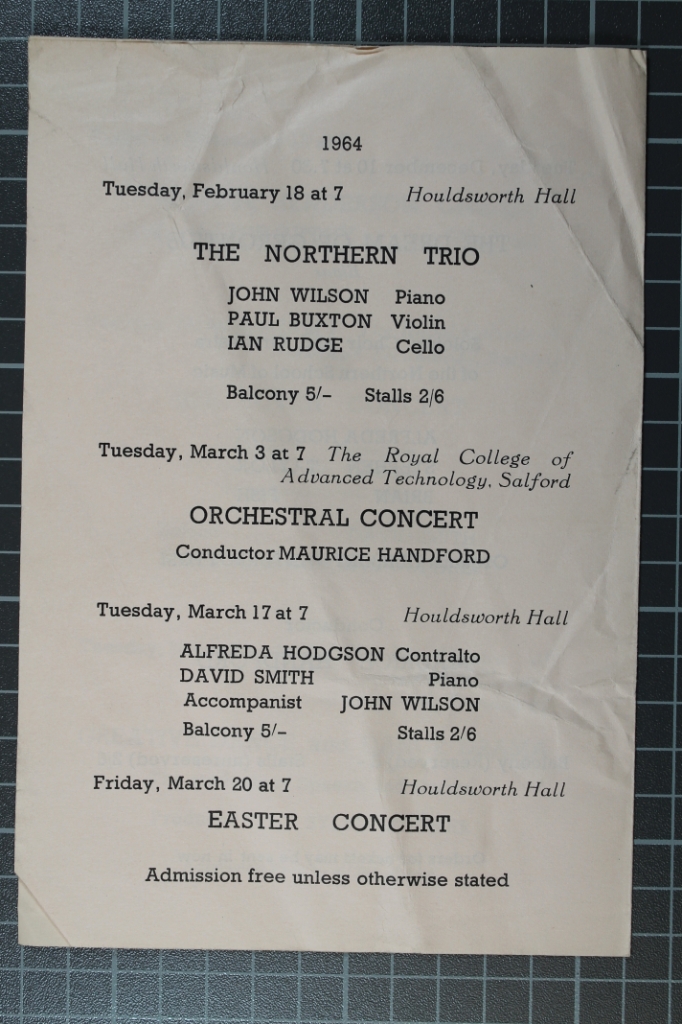 1964
Tuesday, February 18 at 7 Houldsworth Hall
THE NORTHERN TRIO
JOHN WILSON Piano
PAUL BUXTON Violin
IAN RUDGE Cello
Balcony 5/- Stalls 2/6
Tuesday, March 3 at 7 The Royal College of
Advanced Technology, Salford
ORCHESTRAL CONCERT
Conductor MAURICE HANDFORD
Tuesday, March 17 at 7 Houldsworth Hall
ALFREDA HODGSON Contralto
DAVID SMITH Piano
Accompanist JOHN WILSON
Balcony 5/- Stalls 2/6
Friday, March 20 at 7 Houldsworth Hall
EASTER CONCERT
Admission free unless otherwise stated